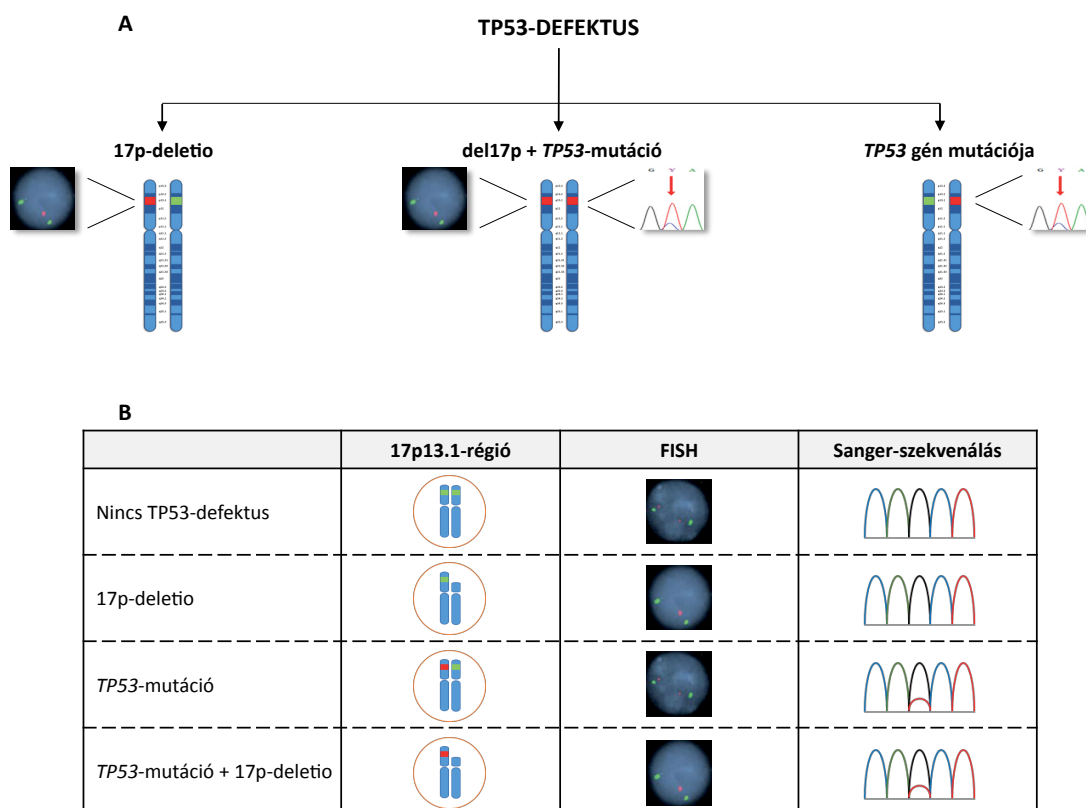 A
TP53-DEFEKTUS
17p-deletio
del17p + TP53-mutáció
TP53 gén mutációja
G Y A
G Y A
B
17p13.1-régió FISH Sanger-szekvenálás
Nincs TP53-defektus
17p-deletio
TP53-mutáció
TP53-mutáció + 17p-deletio